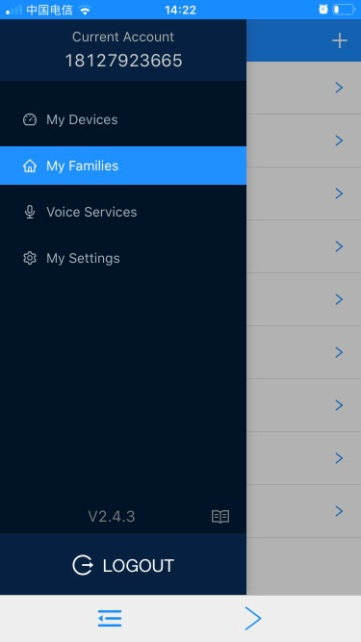 中国电信 14:22
Current Account
18127923665
My Devices
My Families
Voice Services
My Settings
V2.4.3
LOGOUT